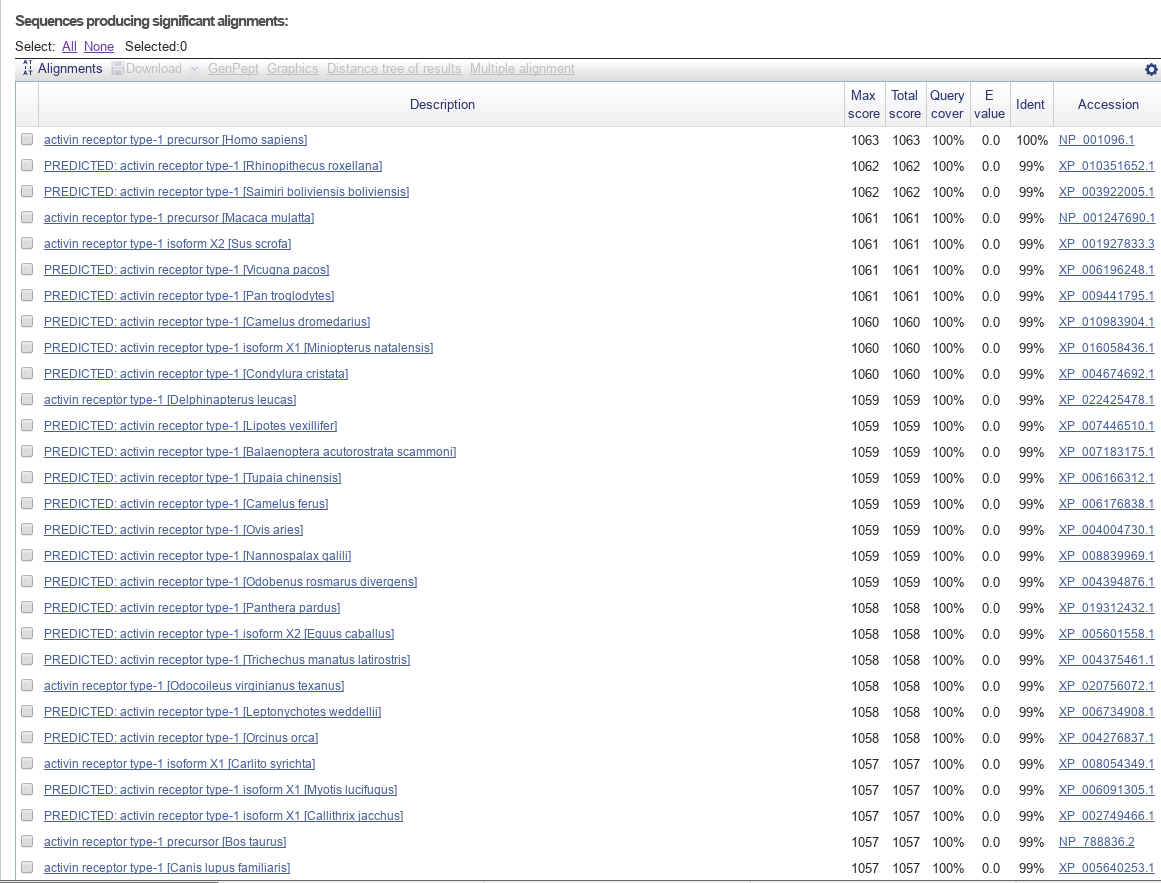 Sequences producing significant alignments:
Select: All None Selected:0
Alignments Download GenPept Graphics Distance tree of results Multiple alignment
Description Max score Total score Query cover E value Ident Accession
activin receptor type-1 precursor [Homo sapiens] 1063 1063 100% 0.0 100% NP_001096.1
PREDICTED: activin receptor type-1 [Rhinopithecus roxellana] 1062 1062 100% 0.0 99% XP_010351652.1
PREDICTED: activin receptor type-1 [Saimiri boliviensis boliviensis] 1062 1062 100% 0.0 99% XP_003922005.1
activin receptor type-1 precursor [Macaca mulatta] 1061 1061 100% 0.0 99% NP_001247690.1
activin receptor type-1 isoform X2 [Sus scrofa] 1061 1061 100% 0.0 99% XP_001927833.3
PREDICTED: activin receptor type-1 [Vicugna pacos] 1061 1061 100% 0.0 99% XP_006196248.1
PREDICTED: activin receptor type-1 [Pan troglodytes] 1061 1061 100% 0.0 99% XP_009441795.1
PREDICTED: activin receptor type-1 [Camelus dromedarius] 1060 1060 100% 0.0 99% XP_010983904.1
PREDICTED: activin receptor type-1 isoform X1 [Miniopterus natalensis] 1060 1060 100% 0.0 99% XP_016058436.1
PREDICTED: activin receptor type-1 [Condylura cristata] 1060 1060 100% 0.0 99% XP_004674692.1
activin receptor type-1 [Delphinapterus leucas] 1059 1059 100% 0.0 99% XP_022425478.1
PREDICTED: activin receptor type-1 [Lipotes vexillifer] 1059 1059 100% 0.0 99% XP_007446510.1
PREDICTED: activin receptor type-1 [Balaenoptera acutorostrata scammoni] 1059 1059 100% 0.0 99% XP_007183175.1
PREDICTED: activin receptor type-1 [Tupaia chinensis] 1059 1059 100% 0.0 99% XP_006166312.1
PREDICTED: activin receptor type-1 [Camelus ferus] 1059 1059 100% 0.0 99% XP_006176838.1
PREDICTED: activin receptor type-1 [Ovis aries] 1059 1059 100% 0.0 99% XP_004004730.1
PREDICTED: activin receptor type-1 [Nannospalax galili] 1059 1059 100% 0.0 99% XP_008839969.1
PREDICTED: activin receptor type-1 [Odobenus rosmarus divergens] 1059 1059 100% 0.0 99% XP_004394876.1
PREDICTED: activin receptor type-1 [Panthera pardus] 1058 1058 100% 0.0 99% XP_019312432.1
PREDICTED: activin receptor type-1 isoform X2 [Equus caballus] 1058 1058 100% 0.0 99% XP_005601558.1
PREDICTED: activin receptor type-1 [Trichechus manatus latirostris] 1058 1058 100% 0.0 99% XP_004375461.1
activin receptor type-1 [Odocoileus virginianus texanus] 1058 1058 100% 0.0 99% XP_020756072.1
PREDICTED: activin receptor type-1 [Leptonychotes weddellii] 1058 1058 100% 0.0 99% XP_006734908.1
PREDICTED: activin receptor type-1 [Orcinus orca] 1058 1058 100% 0.0 99% XP_004276837.1
activin receptor type-1 isoform X1 [Carlito syrichta] 1057 1057 100% 0.0 99% XP_008054349.1
PREDICTED: activin receptor type-1 isoform X1 [Myotis lucifugus] 1057 1057 100% 0.0 99% XP_006091305.1
PREDICTED: activin receptor type-1 isoform X1 [Callithrix jacchus] 1057 1057 100% 0.0 99% XP_002749466.1
activin receptor type-1 precursor [Bos taurus] 1057 1057 100% 0.0 99% NP_788836.2
activin receptor type-1 [Canis lupus familiaris] 1057 1057 100% 0.0 99% XP_005640253.1